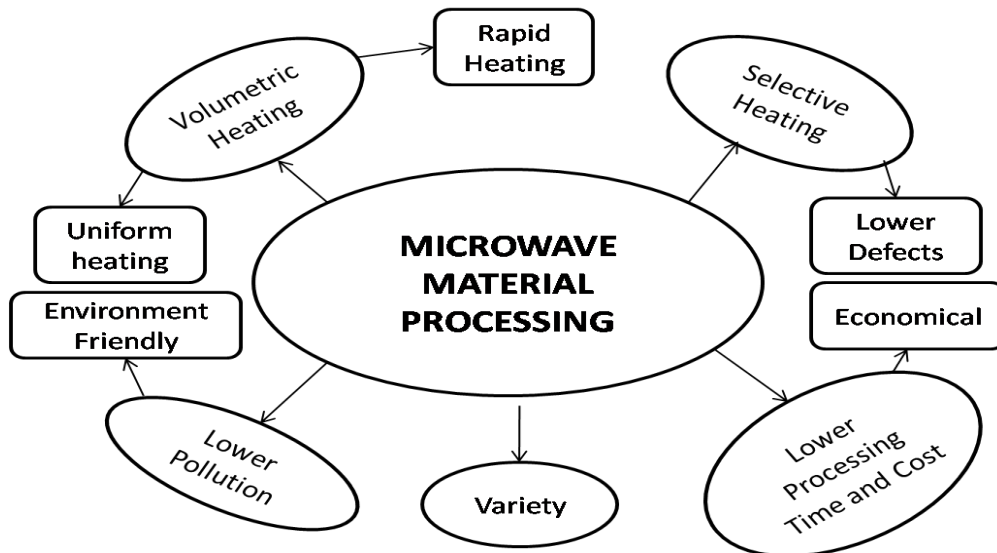 Rapid
Heating
Volumetric
Heating
Selective
Heating
Uniform
heating
MICROWAVE
MATERIAL
PROCESSING
Lower
Defects
Environment
Friendly
Economical
Lower
Pollution
Variety
Lower
Processing
Time and Cost